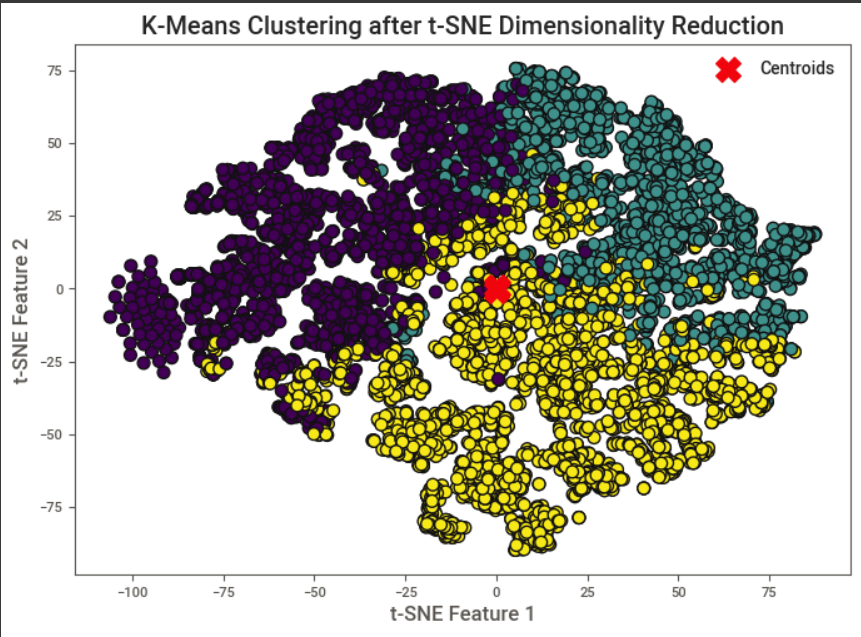 K-Means Clustering after t-SNE Dimensionality Reduction
Centroids
75
50
25
0
−25
−50
−75
t-SNE Feature 2
−100 −75 −50 −25 0 25 50 75
t-SNE Feature 1